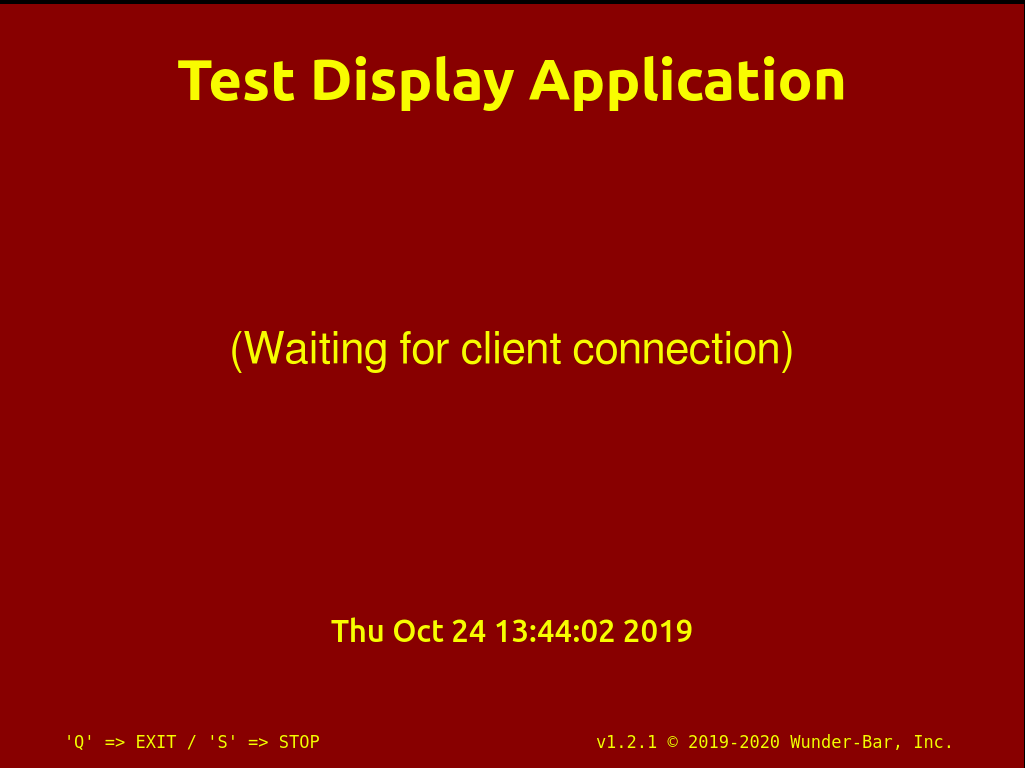 Test Display Application
(Waiting for client connection)
Thu Oct 24 13:44:02 2019
'Q' => EXIT / 'S' => STOP
v1.2.1 © 2019-2020 Wunder-Bar, Inc.